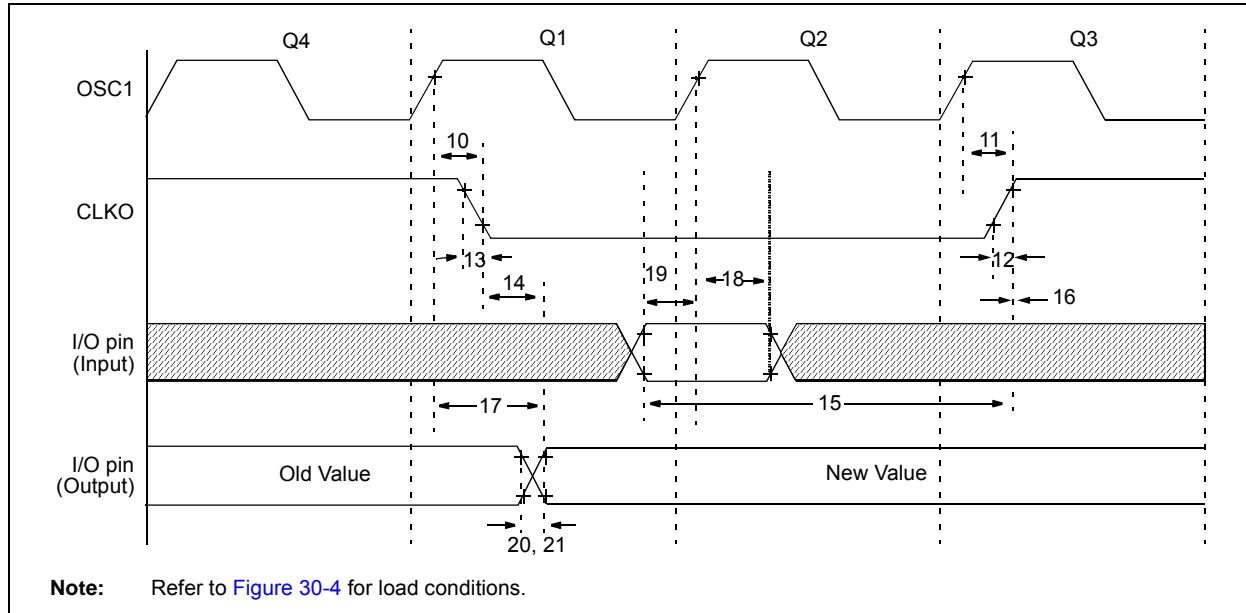 Q4 Q1 Q2 Q3
OSC1
10 11
CLKO
13 12
14 19 18 16
I/O pin
(Input)
17 15
I/O pin
(Output)
Old Value New Value
20, 21
Note: Refer to Figure 30-4 for load conditions.